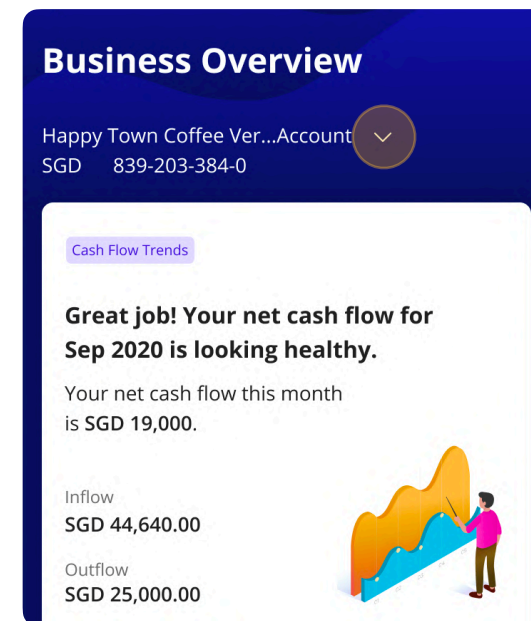 Business Overview
Happy Town Coffee Ver...Account
SGD 839-203-384-0
Cash Flow Trends
Great job! Your net cash flow for
Sep 2020 is looking healthy.
Your net cash flow this month
is SGD 19,000.
Inflow
SGD 44,640.00
Outflow
SGD 25,000.00